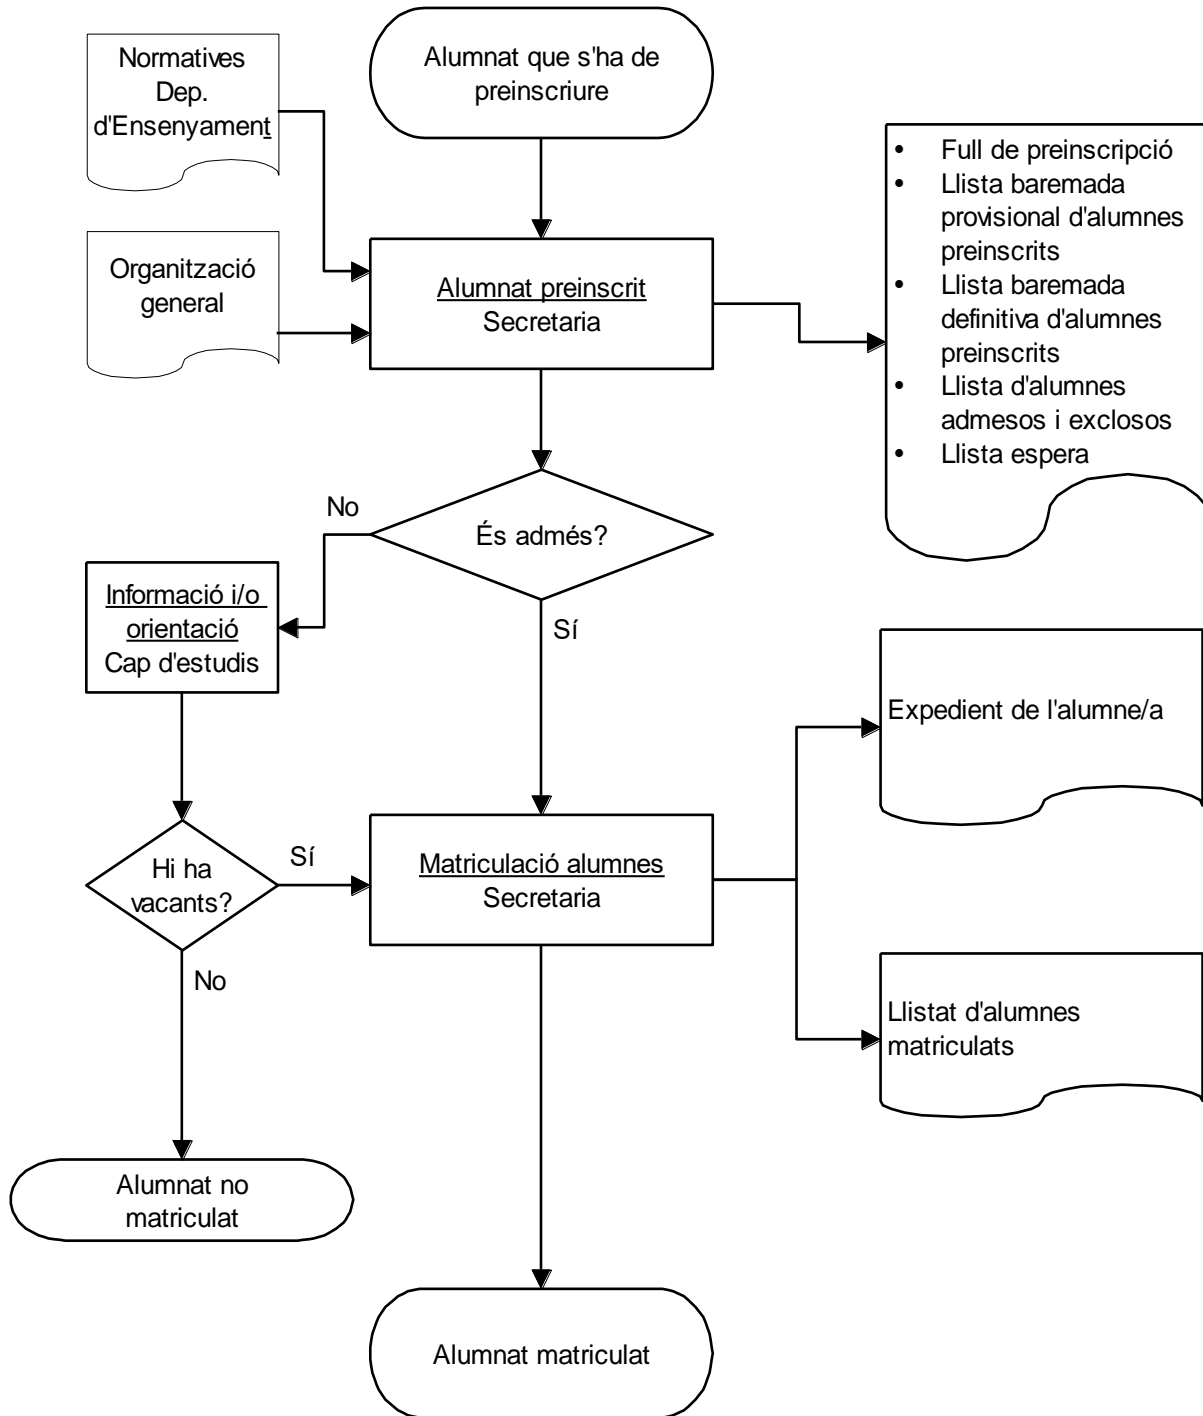 Normatives
Dep.
d'Ensenyament
Alumnat que s'ha de
preinscriure
• Full de preinscripció
• Llista baremada
provisional d'alumnes
preinscrits
• Llista baremada
definitiva d'alumnes
preinscrits
• Llista d'alumnes
admesos i exclosos
• Llista espera
Organització
general
Alumnat preinscrit
Secretaria
No
És admés?
Informació i/o
orientació
Cap d'estudis
Sí
Expedient de l'alumne/a
Hi ha
vacants?
Sí
Matriculació alumnes
Secretaria
No
Llistat d'alumnes
matriculats
Alumnat no
matriculat
Alumnat matriculat